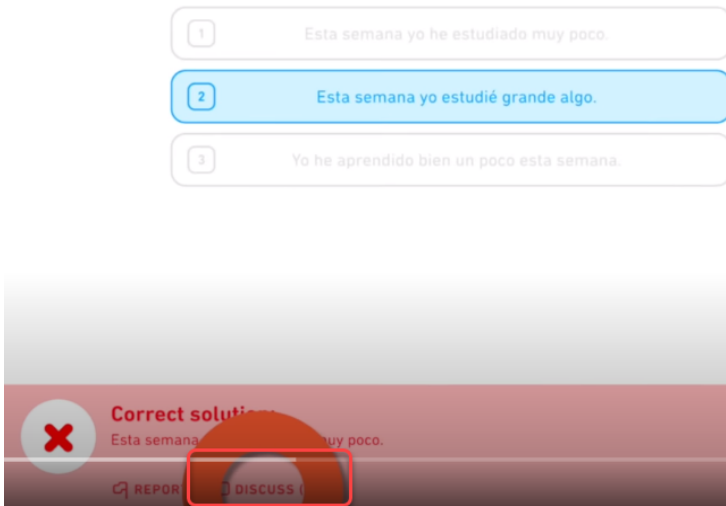 1 Esta semana yo he estudiado muy poco.
2 Esta semana yo estudié grande algo.
3 Yo he aprendido bien un poco esta semana.
Correct solution:
Esta semana muy poco.
REPORT DISCUSS